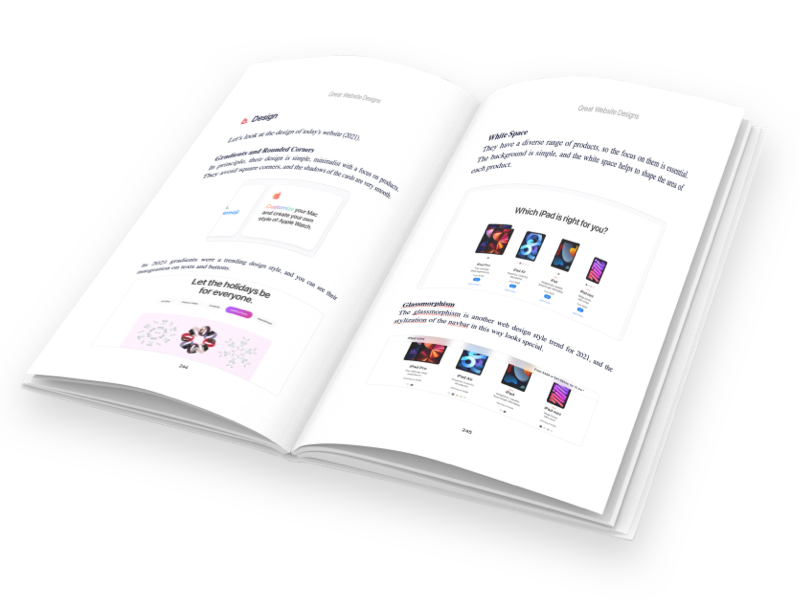 Great Website Designs
Design
Let's look at the design of today's website (2021).
Gradients and Rounded Corners
In principle, their design is simple, minimalist with a focus on products.
They avoid square corners, and the shadows of the cards are very smooth.
Customize your Mac
and create your own
style of Apple Watch.
In 2021 gradients were a trending design style, and you can see their
integration on texts and buttons.
Let the holidays be
for everyone.
244
Great Website Designs
White Space
They have a diverse range of products, so the focus on them is essential.
The background is simple, and the white space helps to shape the area of
each product.
Which iPad is right for you?
iPad Pro
iPad Air
iPad
iPad mini
Glassmorphism
The glassmorphism is another web design style trend for 2021, and the
stylization of the navbar in this way looks special.
iPad Pro
iPad Air
iPad
iPad mini
245